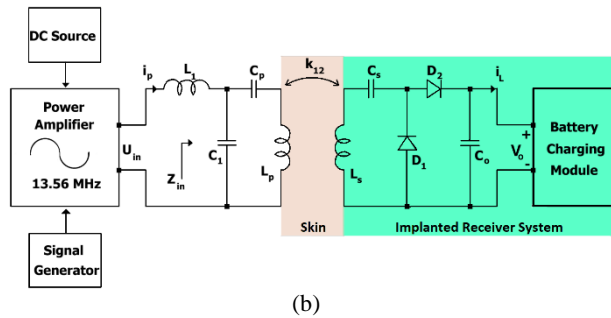 DC Source
Power
Amplifier
13.56 MHz
Signal
Generator
U_in
i_p
L_1
C_p
Z_in
C_1
L_p
k_12
Skin
C_s
D_2
i_L
L_s
D_1
C_o
+
V_o
-
Battery
Charging
Module
Implanted Receiver System
(b)